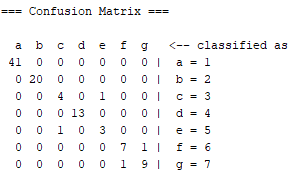 === Confusion Matrix ===
a b c d e f g <-- classified as
41 0 0 0 0 0 0 | a = 1
0 20 0 0 0 0 0 | b = 2
0 0 4 0 1 0 0 | c = 3
0 0 0 13 0 0 0 | d = 4
0 0 1 0 3 0 0 | e = 5
0 0 0 0 0 7 1 | f = 6
0 0 0 0 0 1 9 | g = 7